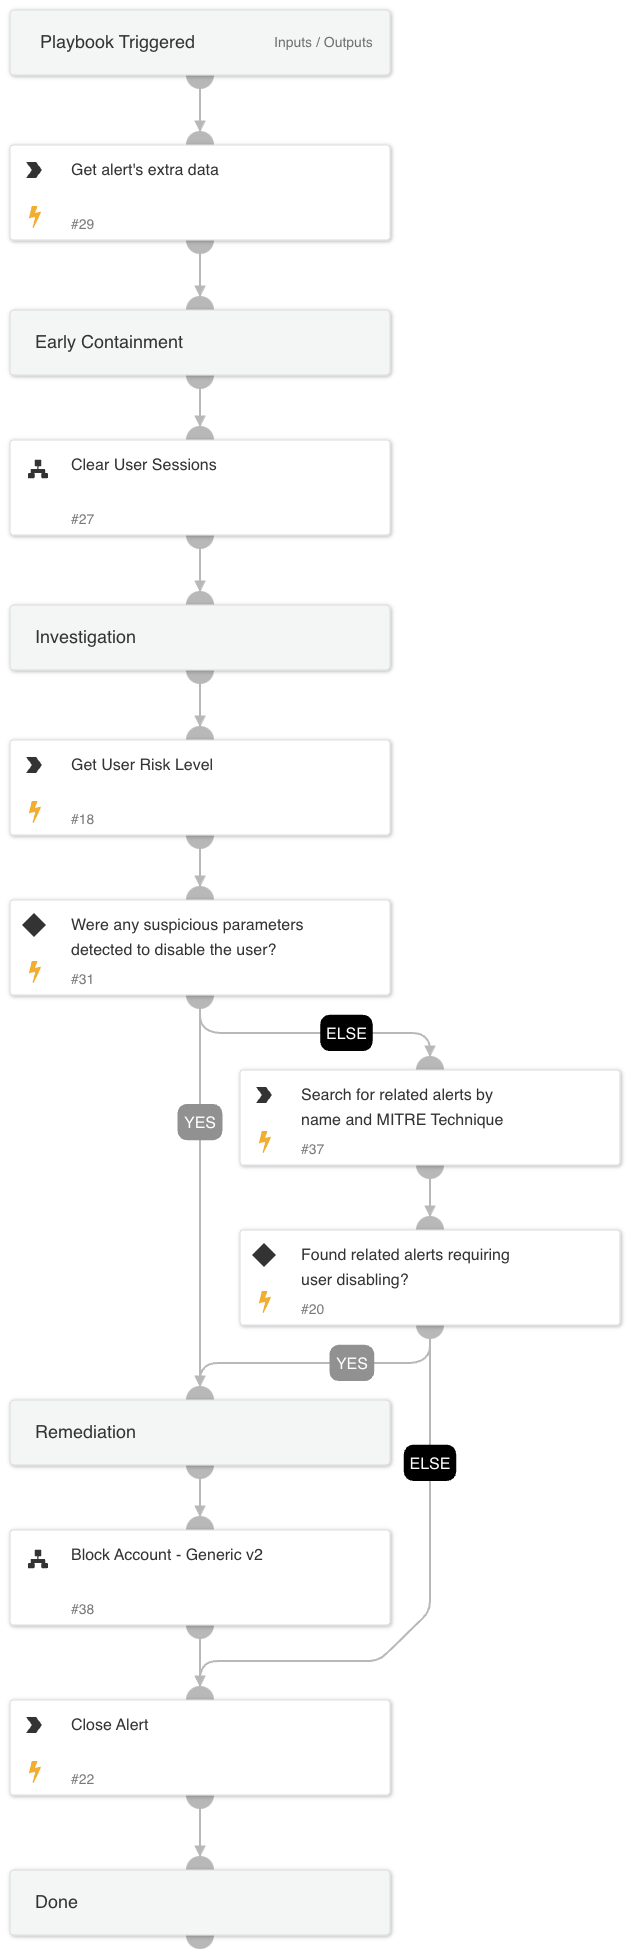 Playbook Triggered
Inputs / Outputs
Get alert's extra data
#29
Early Containment
Clear User Sessions
#27
Investigation
Get User Risk Level
#18
Were any suspicious parameters
detected to disable the user?
#31
ELSE
Search for related alerts by
name and MITRE Technique
#37
YES
Found related alerts requiring
user disabling?
#20
YES
Remediation
ELSE
Block Account - Generic v2
#38
Close Alert
#22
Done